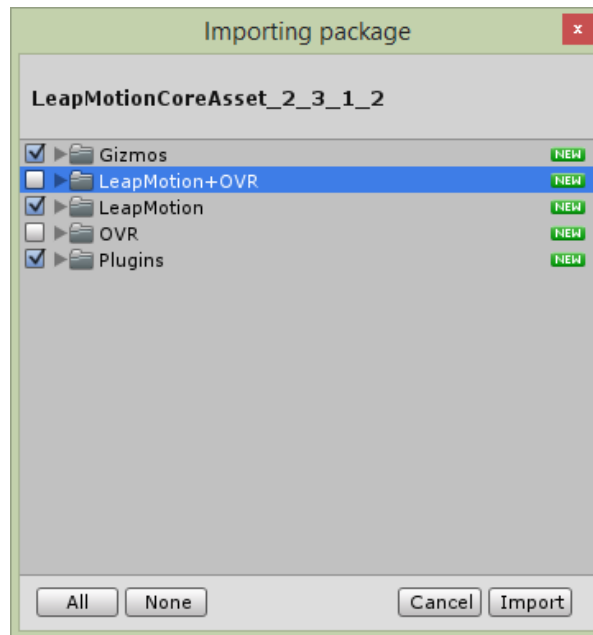 Importing package
x
LeapMotionCoreAsset_2_3_1_2
Gizmos NEW
LeapMotion+OVR NEW
LeapMotion NEW
OVR NEW
Plugins NEW
All None Cancel Import